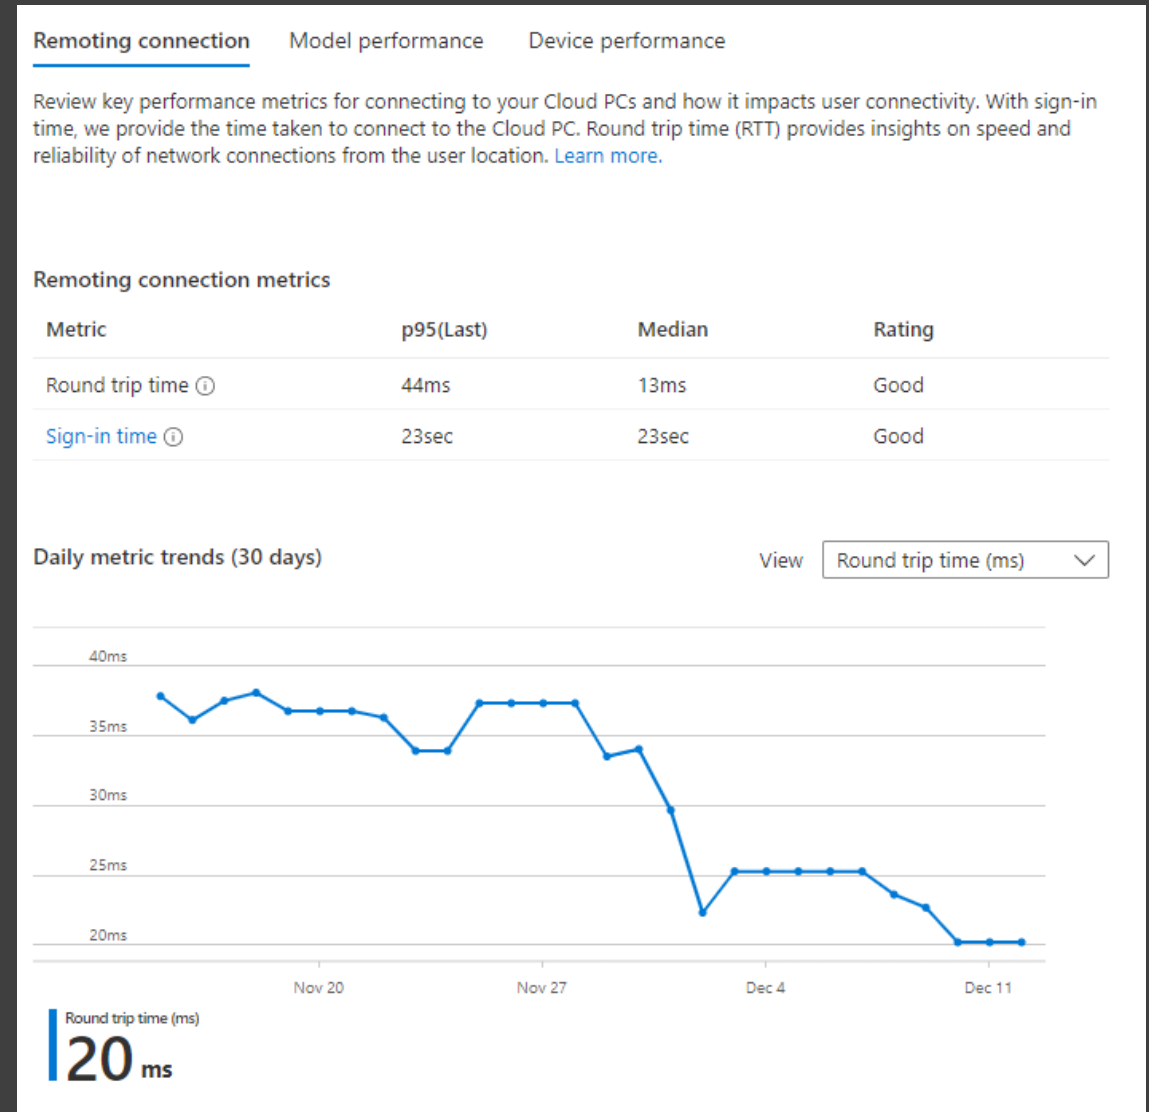 Remoting connection Model performance Device performance
Review key performance metrics for connecting to your Cloud PCs and how it impacts user connectivity. With sign-in
time, we provide the time taken to connect to the Cloud PC. Round trip time (RTT) provides insights on speed and
reliability of network connections from the user location. Learn more.
Remoting connection metrics
Metric p95(Last) Median Rating
Round trip time 44ms 13ms Good
Sign-in time 23sec 23sec Good
Daily metric trends (30 days) View Round trip time (ms)
40ms
35ms
30ms
25ms
20ms
Nov 20 Nov 27 Dec 4 Dec 11
Round trip time (ms)
20 ms